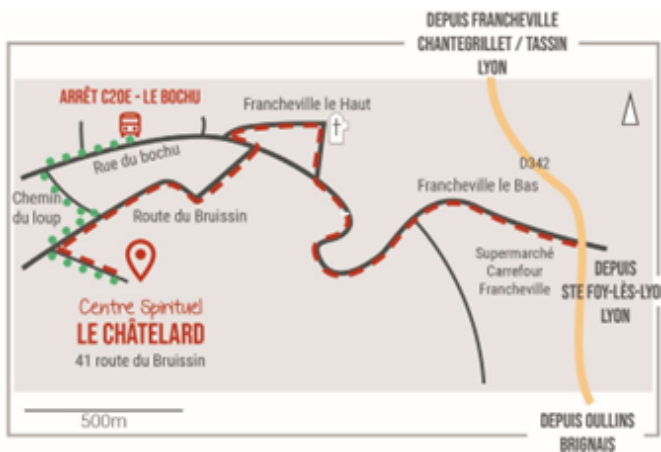 DEPUIS FRANCHEVILLE
CHANTEGRILLET / TASSIN
LYON
ARRÊT C20E - LE BOCHU
Francheville le Haut
Rue du bochu
D342
Francheville le Bas
Chemin
du loup
Route du Bruissin
Supermarché
Carrefour
Francheville
DEPUIS
STE FOY-LÈS-LYO
LYON
Centre Spirituel
LE CHÂTELARD
41 route du Bruissin
500m
DEPUIS OULLINS
BRIGNAIS